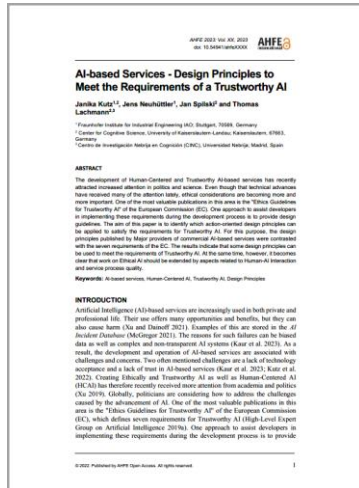 AHFE 2023: Vol. XX, 2023
doi: 10.54941/ahfeXXXX
AHFE
AI-based Services - Design Principles to
Meet the Requirements of a Trustworthy AI
Janika Kutz1,2, Jens Neuhüttler1, Jan Spilski2 and Thomas
Lachmann2,3
1 Fraunhofer Institute for Industrial Engineering IAO: Stuttgart, 70569, Germany
2 Center for Cognitive Science, University of Kaiserslautern-Landau, Kaiserslautern, 67663,
Germany
3 Centro de Investigación Nebrija en Cognición (CINC), Universidad Nebrija; Madrid, Spain
ABSTRACT
The development of Human-Centered and Trustworthy AI-based services has recently
attracted increased attention in politics and science. Even though that technical advances
have received many of the attention lately, ethical considerations are becoming more and
more important. One of the most valuable publications in this area is the "Ethics Guidelines
for Trustworthy AI" of the European Commission (EC). One approach to assist developers
in implementing these requirements during the development process is to provide design
guidelines. The aim of this paper is to identify which action-oriented design principles can
be applied to satisfy the requirements for Trustworthy AI. For this purpose, the design
principles published by Major providers of commercial AI-based services were contrasted
with the seven requirements of the EC. The results indicate that some design principles can
be used to meet the requirements of Trustworthy AI. At the same time, however, it becomes
clear that work on Ethical AI should be extended by aspects related to Human-AI Interaction
and service process quality.
Keywords: AI-based services, Human-Centered AI, Trustworthy AI, Design Principles
INTRODUCTION
Artificial Intelligence (AI)-based services are increasingly used in both private and
professional life. Their use offers many opportunities and benefits, but they can
also cause harm (Xu and Dainoff 2021). Examples of this are stored in the AI
Incident Database (McGregor 2021). The reasons for such failures can be biased
data as well as complex and non-transparent AI systems (Kaur et al. 2023). As a
result, the development and operation of AI-based services are associated with
challenges and concerns. Two often mentioned challenges are a lack of technology
acceptance and a lack of trust in AI-based services (Kaur et al. 2023; Kutz et al.
2022). Creating Ethically and Trustworthy AI as well as Human-Centered AI
(HCAI) has therefore recently received more attention from academia and politics
(Xu 2019). Globally, politicians are considering how to address the challenges
caused by the advancement of AI. One of the most valuable publications in this
area is the "Ethics Guidelines for Trustworthy AI" of the European Commission
(EC), which defines seven requirements for Trustworthy AI (High-Level Expert
Group on Artificial Intelligence 2019a). One approach to assist developers in
implementing these requirements during the development process is to provide
© 2022. Published by AHFE Open Access. All rights reserved.
1